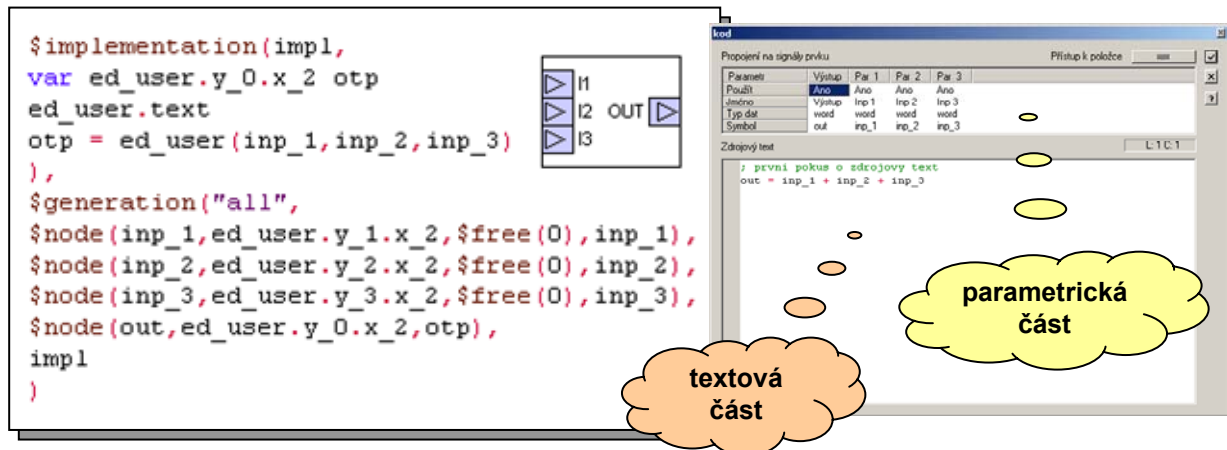 $implementation(impl,
var ed_user.y_0.x_2 otp
ed_user.text
otp = ed_user(inp_1,inp_2,inp_3)
),
$generation("all",
$node(inp_1,ed_user.y_1.x_2,$free(0),inp_1),
$node(inp_2,ed_user.y_2.x_2,$free(0),inp_2),
$node(inp_3,ed_user.y_3.x_2,$free(0),inp_3),
$node(out,ed_user.y_0.x_2,otp),
impl
)
I1
I2 OUT
I3
kod
Propojení na signály prvku Přístup k položce
Parametr Výstup Par 1 Par 2 Par 3
Použít Ano Ano Ano Ano
Jméno Výstup Inp 1 Inp 2 Inp 3
Typ dat word word word word
Symbol out inp_1 inp_2 inp_3
Zdrojový text L: 1 C: 1
; prvni pokus o zdrojovy text
out = inp_1 + inp_2 + inp_3
parametrická
část
textová
část